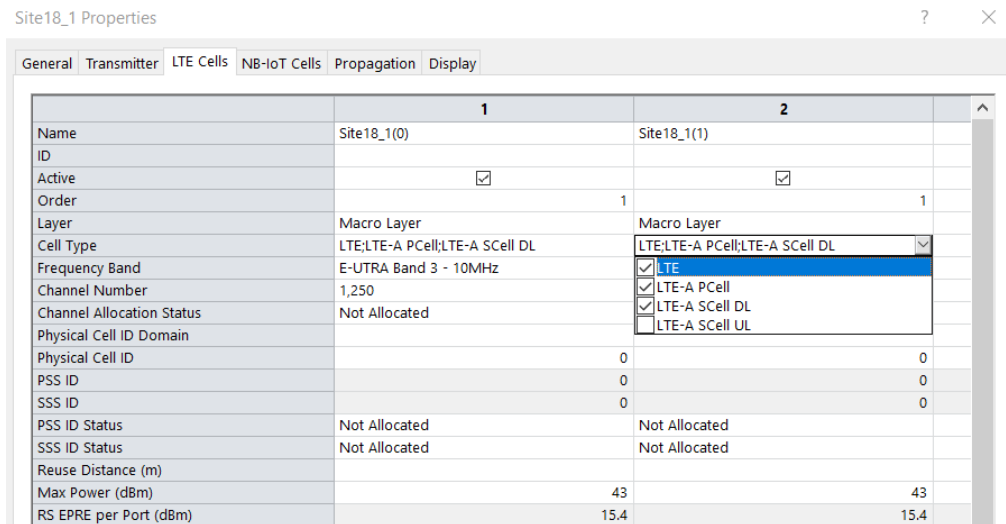 Site18_1 Properties ?
General Transmitter LTE Cells NB-IoT Cells Propagation Display
1 2
Name Site18_1(0) Site18_1(1)
ID
Active
Order 1 1
Layer Macro Layer Macro Layer
Cell Type LTE;LTE-A PCell;LTE-A SCell DL LTE;LTE-A PCell;LTE-A SCell DL
Frequency Band E-UTRA Band 3 - 10MHz LTE
Channel Number 1,250 LTE-A PCell
Channel Allocation Status Not Allocated LTE-A SCell DL
LTE-A SCell UL
Physical Cell ID Domain
Physical Cell ID 0 0
PSS ID 0 0
SSS ID 0 0
PSS ID Status Not Allocated Not Allocated
SSS ID Status Not Allocated Not Allocated
Reuse Distance (m)
Max Power (dBm) 43 43
RS EPRE per Port (dBm) 15.4 15.4